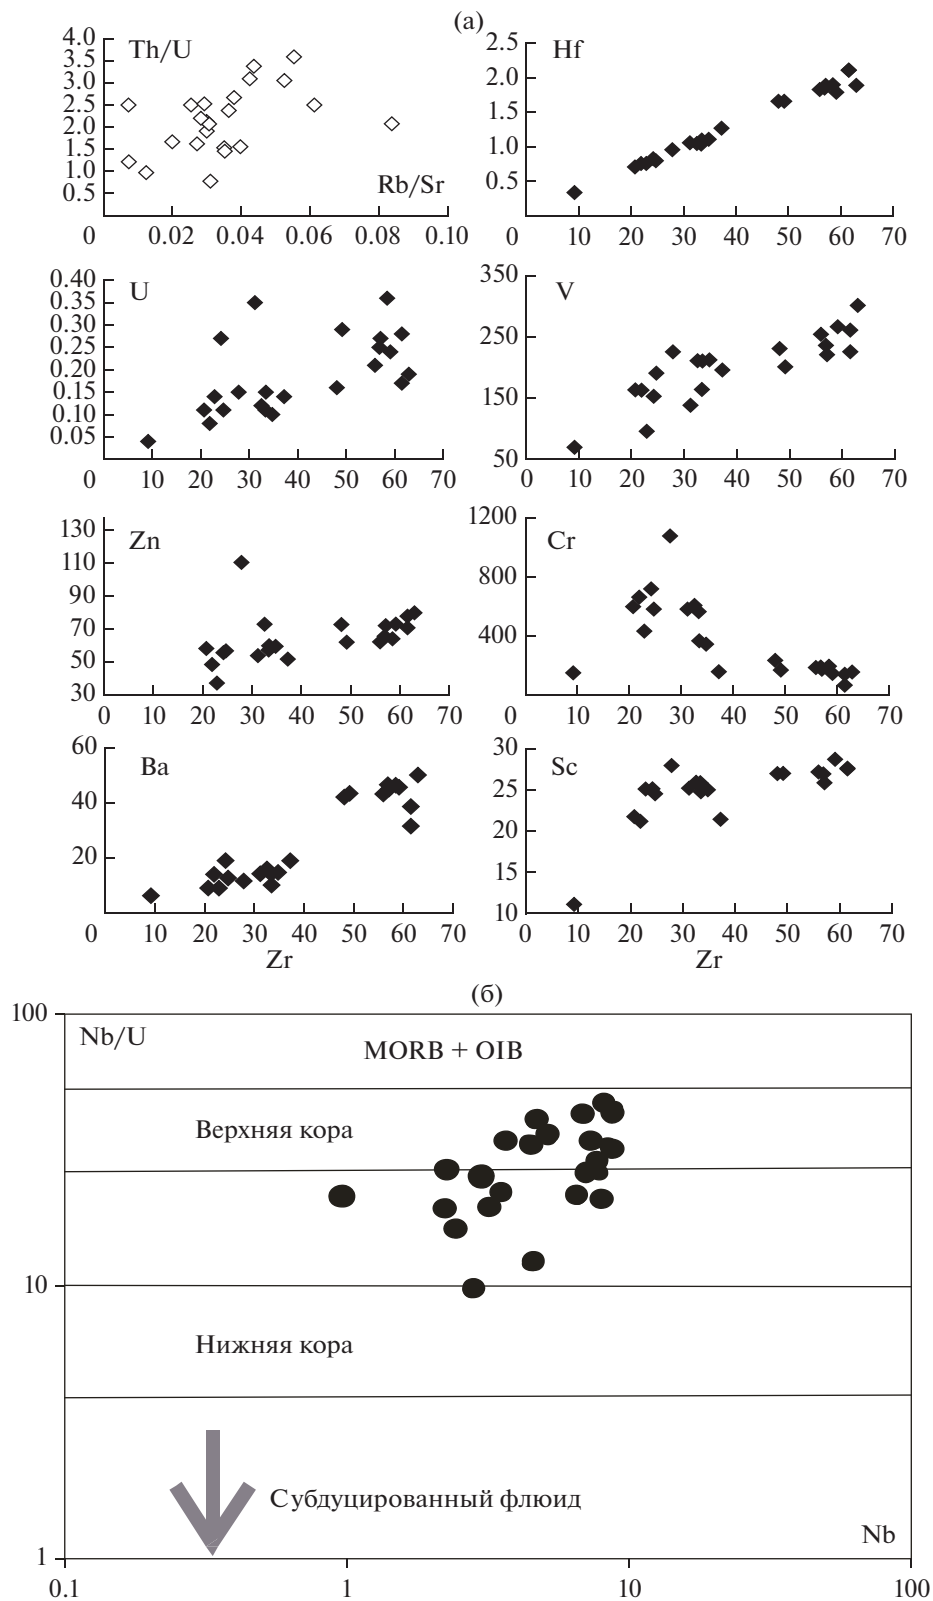 (а)
4.0
3.5
3.0
2.5
2.0
1.5
1.0
0.5
Th/U
Rb/Sr
0 0.02 0.04 0.06 0.08 0.10
2.5
2.0
1.5
1.0
0.5
Hf
0 10 20 30 40 50 60 70
0.40
0.35
0.30
0.25
0.20
0.15
0.10
0.05
U
0 10 20 30 40 50 60 70
350
250
150
50
V
0 10 20 30 40 50 60 70
130
110
90
70
50
30
Zn
0 10 20 30 40 50 60 70
1200
800
400
Cr
0 10 20 30 40 50 60 70
60
40
20
Ba
0 10 20 30 40 50 60 70
Zr
30
25
20
15
10
Sc
0 10 20 30 40 50 60 70
Zr
(б)
100
Nb/U
MORB + OIB
Верхняя кора
10
Нижняя кора
Субдуцированный флюид
Nb
1
0.1 1 10 100